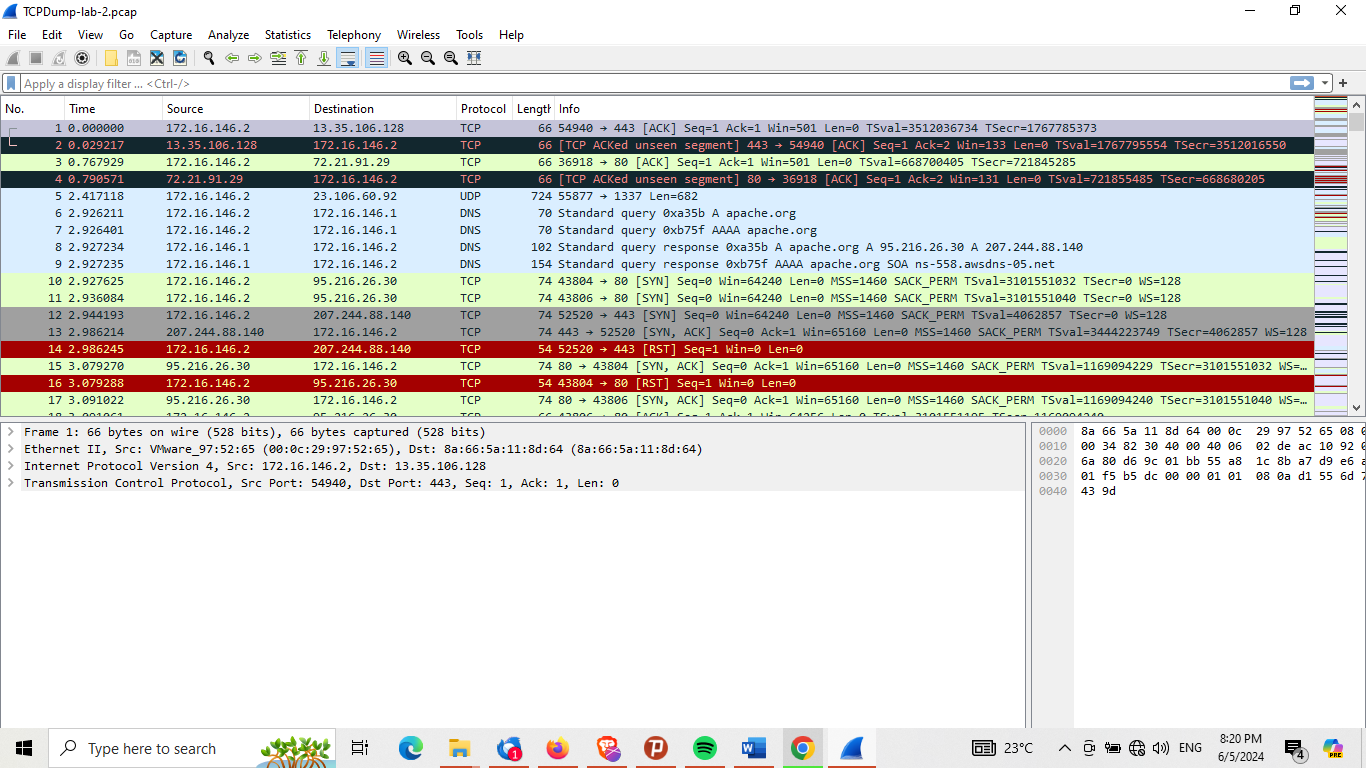 TCPDump-lab-2.pcap
File Edit View Go Capture Analyze Statistics Telephony Wireless Tools Help
Apply a display filter ... <Ctrl-/>
No. Time Source Destination Protocol Length Info
1 0.000000 172.16.146.2 13.35.106.128 TCP 66 54940 → 443 [ACK] Seq=1 Ack=1 Win=501 Len=0 TSval=3512036734 TSecr=1767785373
2 0.029217 13.35.106.128 172.16.146.2 TCP 66 [TCP ACKed unseen segment] 443 → 54940 [ACK] Seq=1 Ack=2 Win=133 Len=0 TSval=1767795554 TSecr=3512016550
3 0.767929 172.16.146.2 72.21.91.29 TCP 66 36918 → 80 [ACK] Seq=1 Ack=1 Win=501 Len=0 TSval=668700405 TSecr=721845285
4 0.790571 72.21.91.29 172.16.146.2 TCP 66 [TCP ACKed unseen segment] 80 → 36918 [ACK] Seq=1 Ack=2 Win=131 Len=0 TSval=721855485 TSecr=668680205
5 2.417118 172.16.146.2 23.106.60.92 UDP 724 55877 → 1337 Len=682
6 2.926211 172.16.146.2 172.16.146.1 DNS 70 Standard query 0xa35b A apache.org
7 2.926401 172.16.146.2 172.16.146.1 DNS 70 Standard query 0xb75f AAAA apache.org
8 2.927234 172.16.146.1 172.16.146.2 DNS 102 Standard query response 0xa35b A apache.org A 95.216.26.30 A 207.244.88.140
9 2.927235 172.16.146.1 172.16.146.2 DNS 154 Standard query response 0xb75f AAAA apache.org SOA ns-558.awsdns-05.net
10 2.927625 172.16.146.2 95.216.26.30 TCP 74 43804 → 80 [SYN] Seq=0 Win=64240 Len=0 MSS=1460 SACK_PERM TSval=3101551032 TSecr=0 WS=128
11 2.936084 172.16.146.2 95.216.26.30 TCP 74 43806 → 80 [SYN] Seq=0 Win=64240 Len=0 MSS=1460 SACK_PERM TSval=3101551040 TSecr=0 WS=128
12 2.944193 172.16.146.2 207.244.88.140 TCP 74 52520 → 443 [SYN] Seq=0 Win=64240 Len=0 MSS=1460 SACK_PERM TSval=4062857 TSecr=0 WS=128
13 2.986214 207.244.88.140 172.16.146.2 TCP 74 443 → 52520 [SYN, ACK] Seq=0 Ack=1 Win=65160 Len=0 MSS=1460 SACK_PERM TSval=3444223749 TSecr=4062857 WS=128
14 2.986245 172.16.146.2 207.244.88.140 TCP 54 52520 → 443 [RST] Seq=1 Win=0 Len=0
15 3.079270 95.216.26.30 172.16.146.2 TCP 74 80 → 43804 [SYN, ACK] Seq=0 Ack=1 Win=65160 Len=0 MSS=1460 SACK_PERM TSval=1169094229 TSecr=3101551032 WS=…
16 3.079288 172.16.146.2 95.216.26.30 TCP 54 43804 → 80 [RST] Seq=1 Win=0 Len=0
17 3.091022 95.216.26.30 172.16.146.2 TCP 74 80 → 43806 [SYN, ACK] Seq=0 Ack=1 Win=65160 Len=0 MSS=1460 SACK_PERM TSval=1169094240 TSecr=3101551040 WS=…
Frame 1: 66 bytes on wire (528 bits), 66 bytes captured (528 bits)
Ethernet II, Src: VMware_97:52:65 (00:0c:29:97:52:65), Dst: 8a:66:5a:11:8d:64 (8a:66:5a:11:8d:64)
Internet Protocol Version 4, Src: 172.16.146.2, Dst: 13.35.106.128
Transmission Control Protocol, Src Port: 54940, Dst Port: 443, Seq: 1, Ack: 1, Len: 0
0000 8a 66 5a 11 8d 64 00 0c 29 97 52 65 08 0
0010 00 34 82 30 40 00 40 06 02 de ac 10 92 0
0020 6a 80 d6 9c 01 bb 55 a8 1c 8b a7 d9 e6 a
0030 01 f5 b5 dc 00 00 01 01 08 0a d1 55 6d 7
0040 43 9d
Type here to search
23°C
ENG
8:20 PM
6/5/2024
4
1
PRE